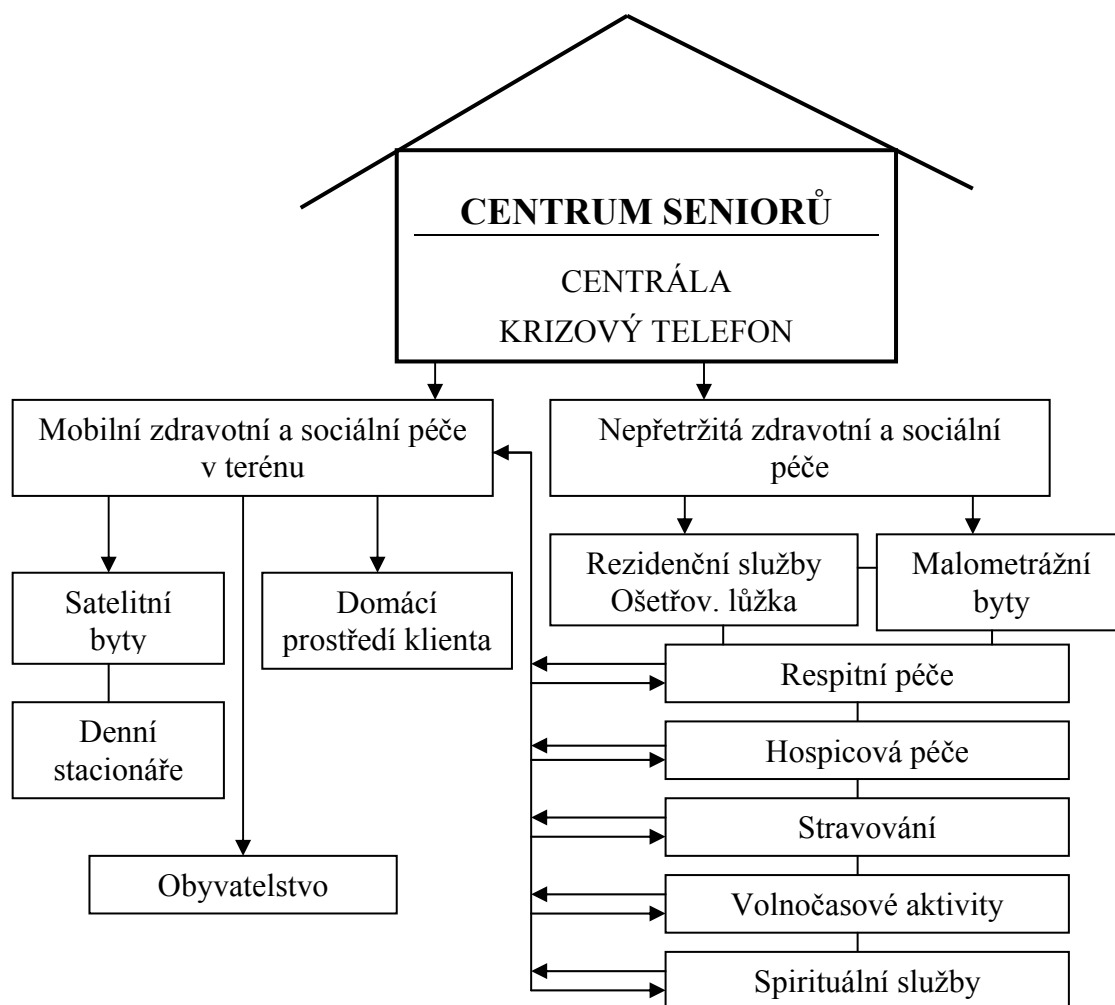 CENTRUM SENIORŮ
CENTRÁLA
KRIZOVÝ TELEFON
Mobilní zdravotní a sociální péče
v terénu
Nepřetržitá zdravotní a sociální
péče
Satelitní
byty
Domácí
prostředí klienta
Rezidenční služby
Ošetřov. lůžka
Malometrážní
byty
Denní
stacionáře
Obyvatelstvo
Respitní péče
Hospicová péče
Stravování
Volnočasové aktivity
Spirituální služby